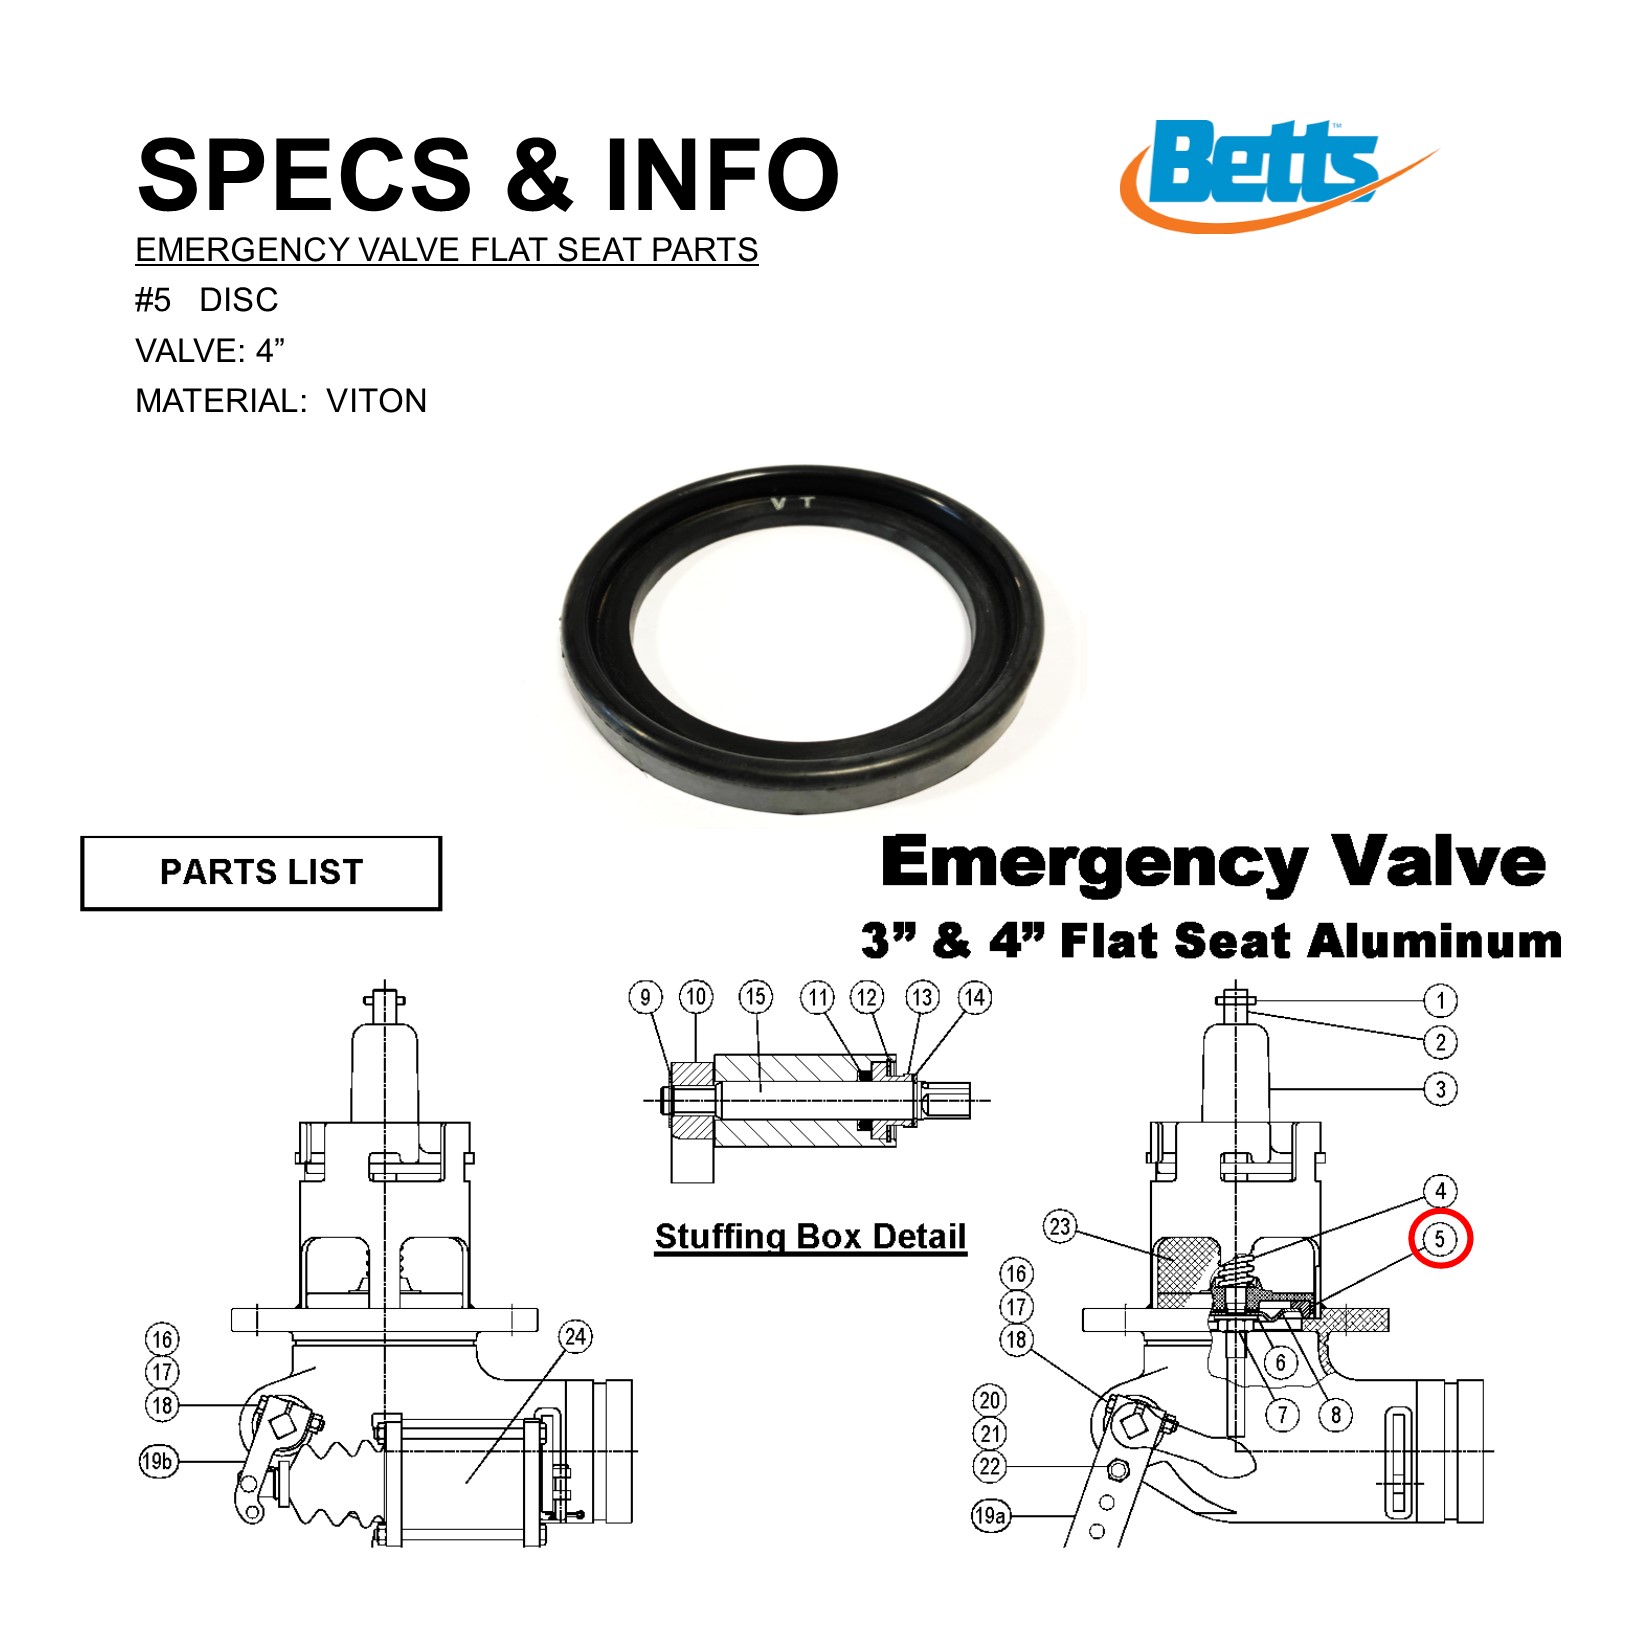 SPECS & INFO
Betts™
EMERGENCY VALVE FLAT SEAT PARTS
#5 DISC
VALVE: 4”
MATERIAL: VITON
V T
PARTS LIST
Emergency Valve
3” & 4” Flat Seat Aluminum
9 10 15 11 12 13 14
1
2
3
4
5
23
Stuffing Box Detail
16
17
18
19b
24
16
17
18
6
7
8
20
21
22
19a